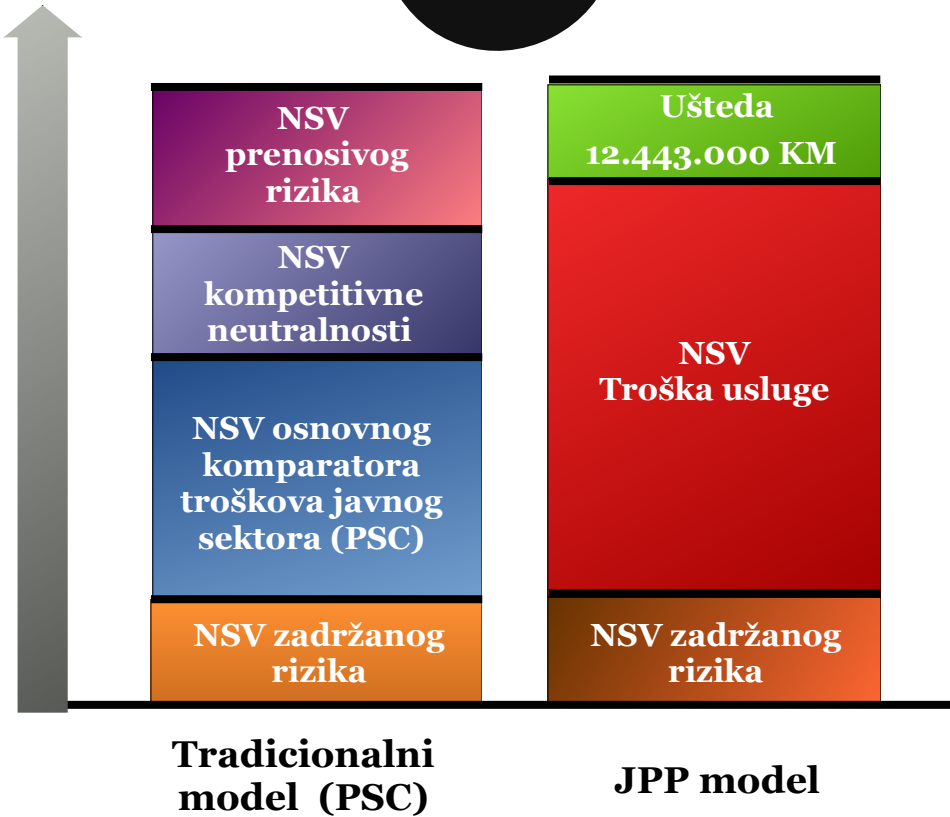 NSV
prenosivog
rizika
NSV
kompetitivne
neutralnosti
NSV osnovnog
komparatora
troškova javnog
sektora (PSC)
NSV zadržanog
rizika
Tradicionalni
model (PSC)
Ušteda
12.443.000 KM
NSV
Troška usluge
NSV zadržanog
rizika
JPP model